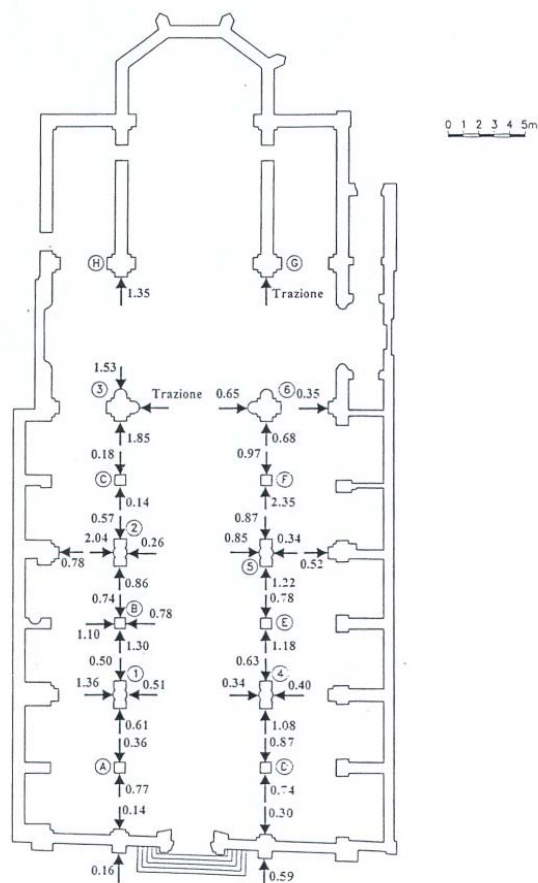 0 1 2 3 4 5m
H G
1.35 Trazione
1.53
3 Trazione 0.65 6 0.35
1.85 0.68
0.18 0.97
C F
0.14 2.35
0.57 0.87
2 0.85 0.34
2.04 0.26
0.78 5 0.52
0.86 1.22
0.74 0.78
B 0.78 E
1.10
1.30 1.18
0.50 0.63
1 4
1.36 0.51 0.34 0.40
0.61 1.08
0.36 0.87
A D
0.77 0.74
0.14 0.30
0.16 0.59